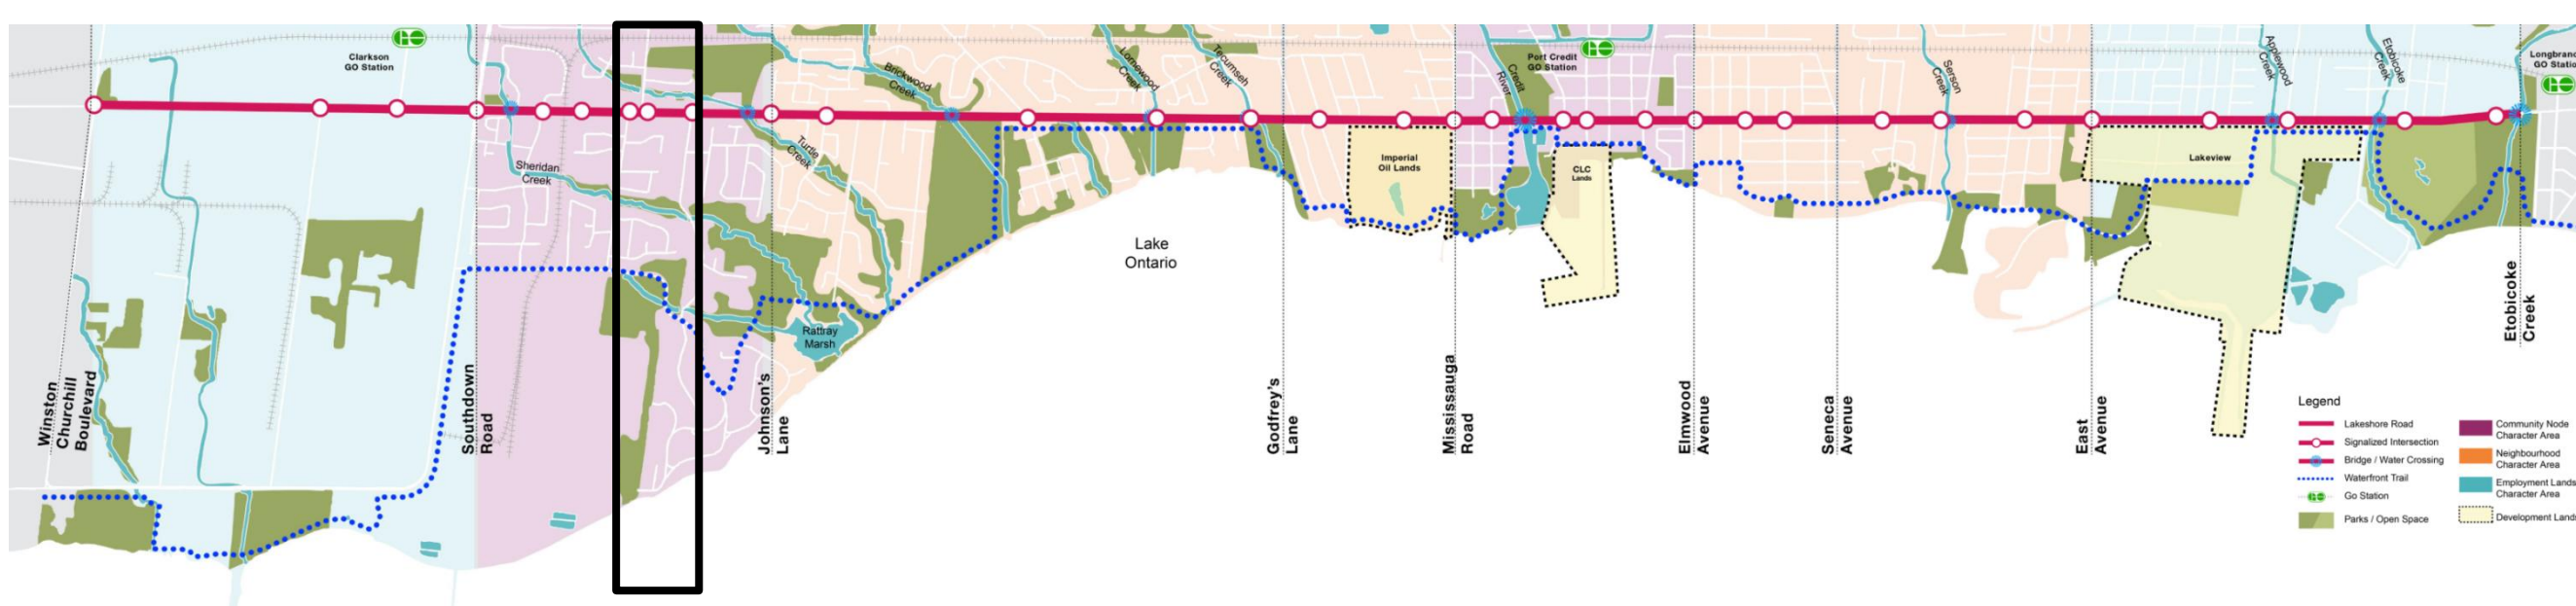 Clarkson
GO Station
Sheridan
Creek
Turtle
Creek
Brickwood
Creek
Lornewood
Creek
Tecumseh
Creek
Rattray
Marsh
Lake
Ontario
Imperial
Oil Lands
Port Credit
GO Station
Credit
River
CLC
Lands
Serson
Creek
Lakeview
Applewood
Creek
Etobicoke
Creek
Longbranc
GO Statio
Winston
Churchill
Boulevard
Southdown
Road
Johnson's
Lane
Godfrey's
Lane
Mississauga
Road
Elmwood
Avenue
Seneca
Avenue
East
Avenue
Etobicoke
Creek
Legend
Lakeshore Road
Signalized Intersection
Bridge / Water Crossing
Waterfront Trail
Go Station
Parks / Open Space
Community Node
Character Area
Neighbourhood
Character Area
Employment Lands
Character Area
Development Land